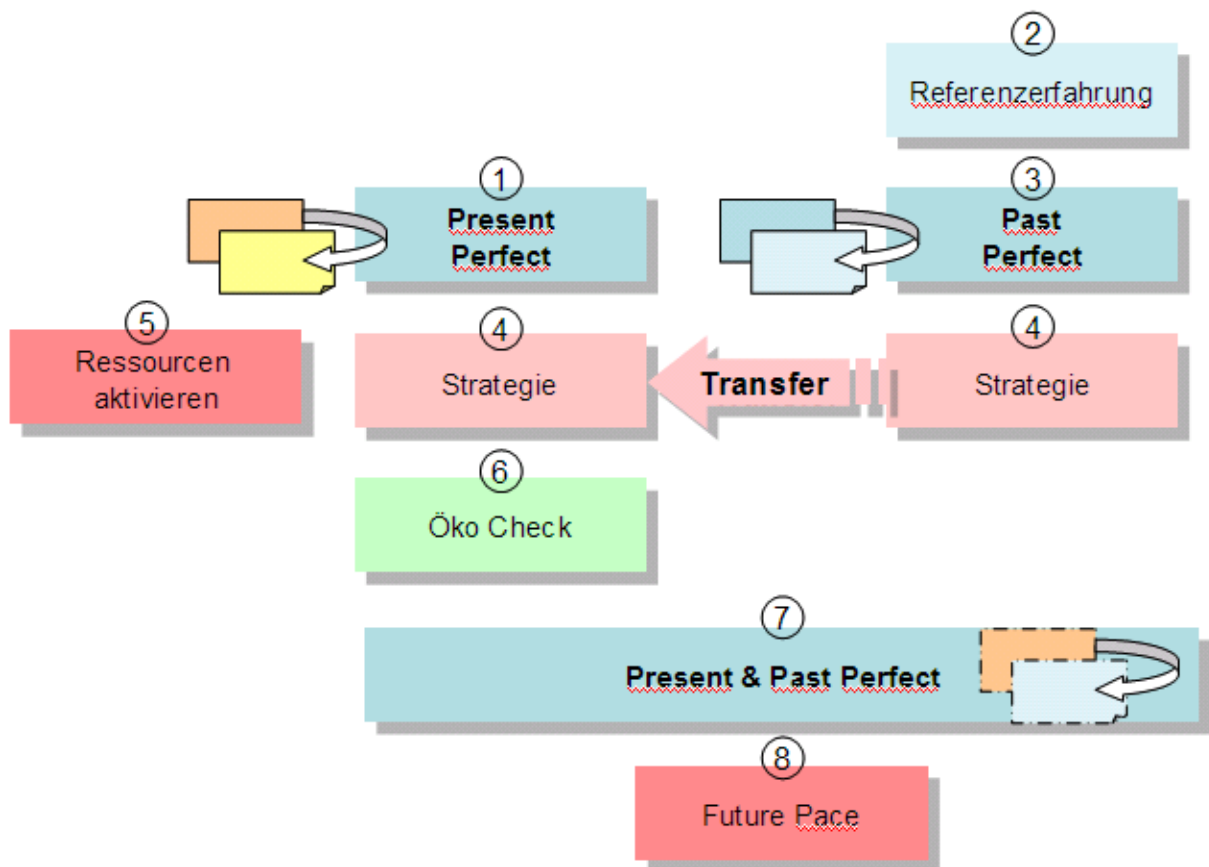 ②
Referenzerfahrung
①
Present
Perfect
③
Past
Perfect
⑤
Ressourcen
aktivieren
④
Strategie
Transfer
④
Strategie
⑥
Öko Check
⑦
Present & Past Perfect
⑧
Future Pace